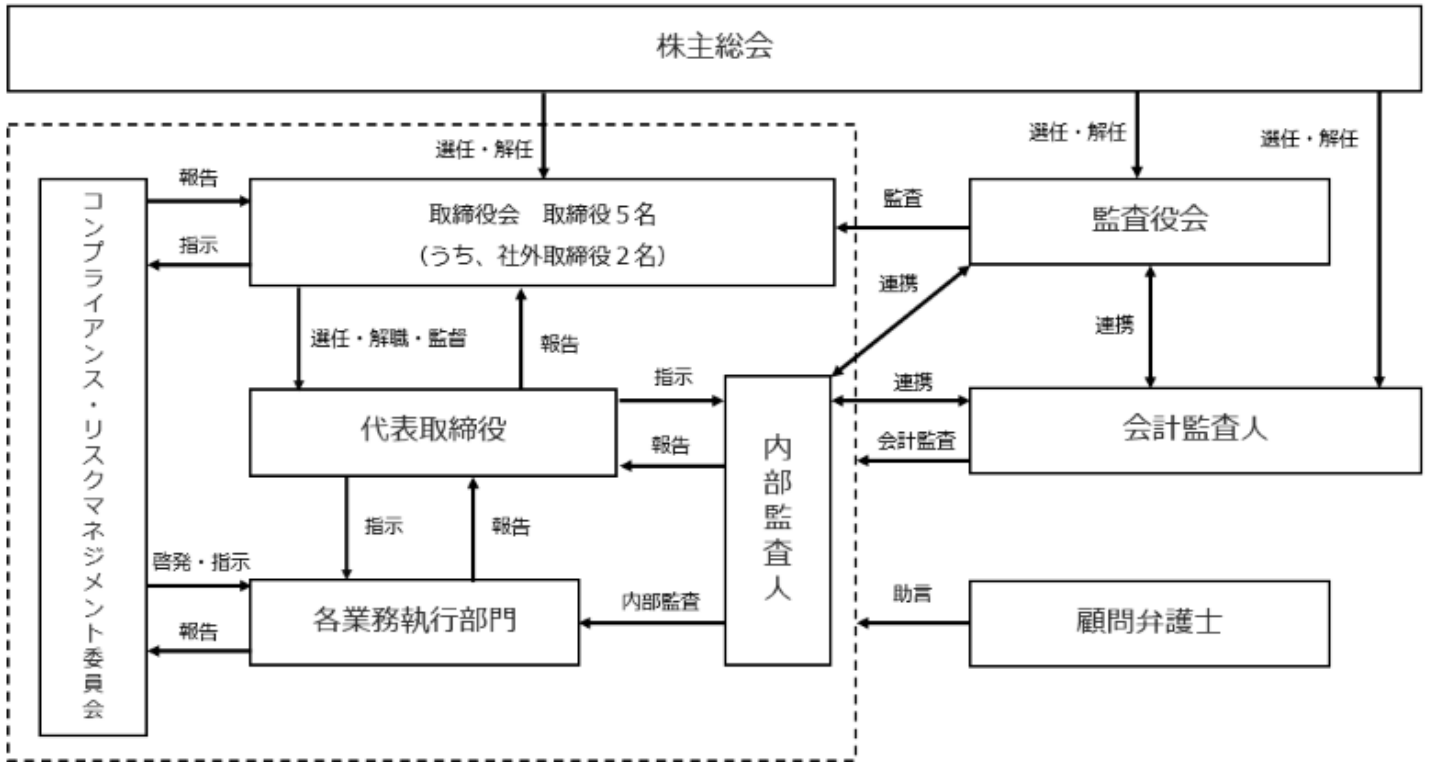 株主総会
選任・解任
選任・解任
選任・解任
コンプライアンス・リスクマネジメント委員会
報告
指示
取締役会　取締役５名
（うち、社外取締役２名）
監査
監査役会
連携
連携
選任・解職・監督
報告
代表取締役
指示
報告
内部監査人
連携
会計監査
会計監査人
指示
報告
啓発・指示
報告
各業務執行部門
内部監査
助言
顧問弁護士